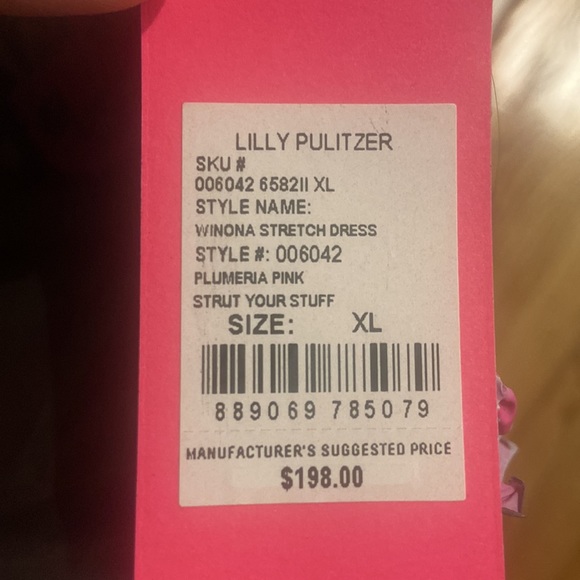 LILLY PULITZER
SKU #
006042 6582II XL
STYLE NAME:
WINONA STRETCH DRESS
STYLE #: 006042
PLUMERIA PINK
STRUT YOUR STUFF
SIZE: XL
889069 785079
MANUFACTURER'S SUGGESTED PRICE
$198.00